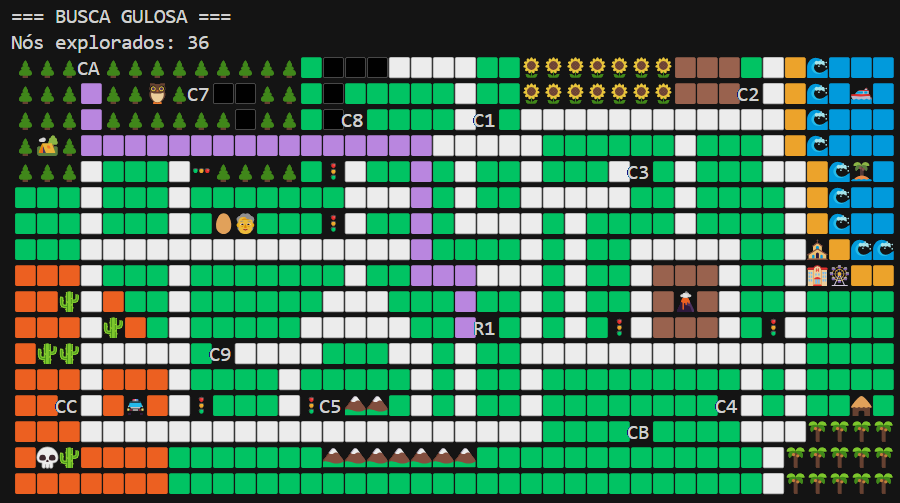 === BUSCA GULOSA ===
Nós explorados: 36
CA
C7 C2
C8 C1
C3
R1
C9
CC C5 C4
CB